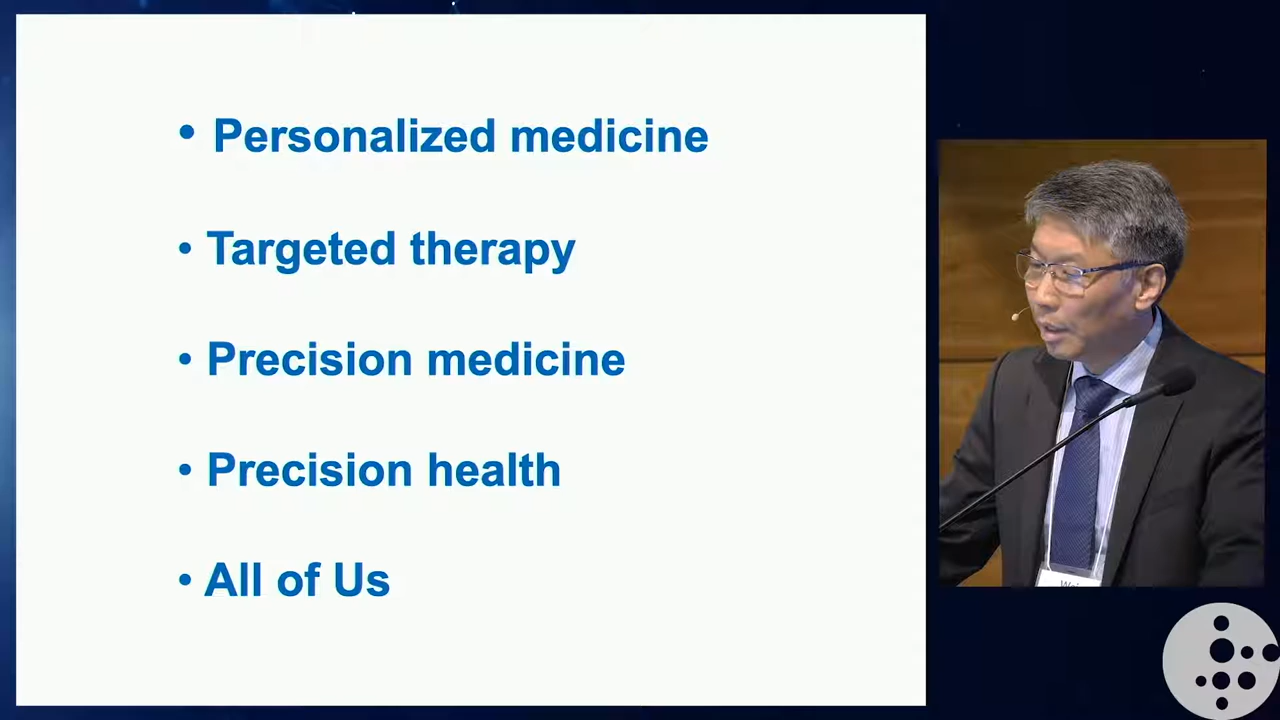 • Personalized medicine
• Targeted therapy
• Precision medicine
• Precision health
• All of Us